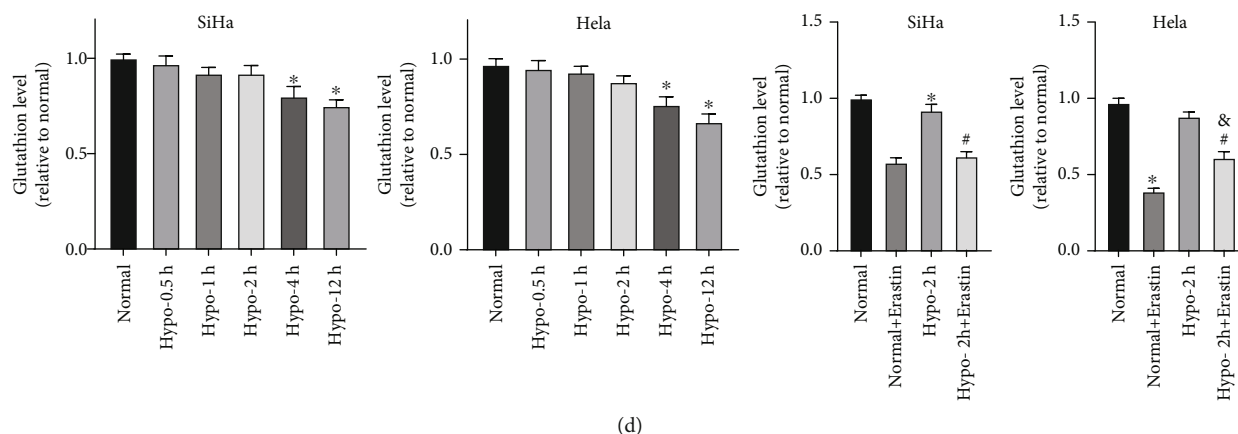 SiHa
Glutathion level
(relative to normal)
1.0
0.5
0.0
*
*
Normal
Hypo-0.5 h
Hypo-1 h
Hypo-2 h
Hypo-4 h
Hypo-12 h
Hela
Glutathion level
(relative to normal)
1.0
0.5
0.0
*
*
Normal
Hypo-0.5 h
Hypo-1 h
Hypo-2 h
Hypo-4 h
Hypo-12 h
SiHa
Glutathion level
(relative to normal)
1.5
1.0
0.5
0.0
*
#
Normal
Normal+Erastin
Hypo-2 h
Hypo- 2h+Erastin
Hela
Glutathion level
(relative to normal)
1.5
1.0
0.5
0.0
*
&
#
Normal
Normal+Erastin
Hypo-2 h
Hypo- 2h+Erastin
(d)